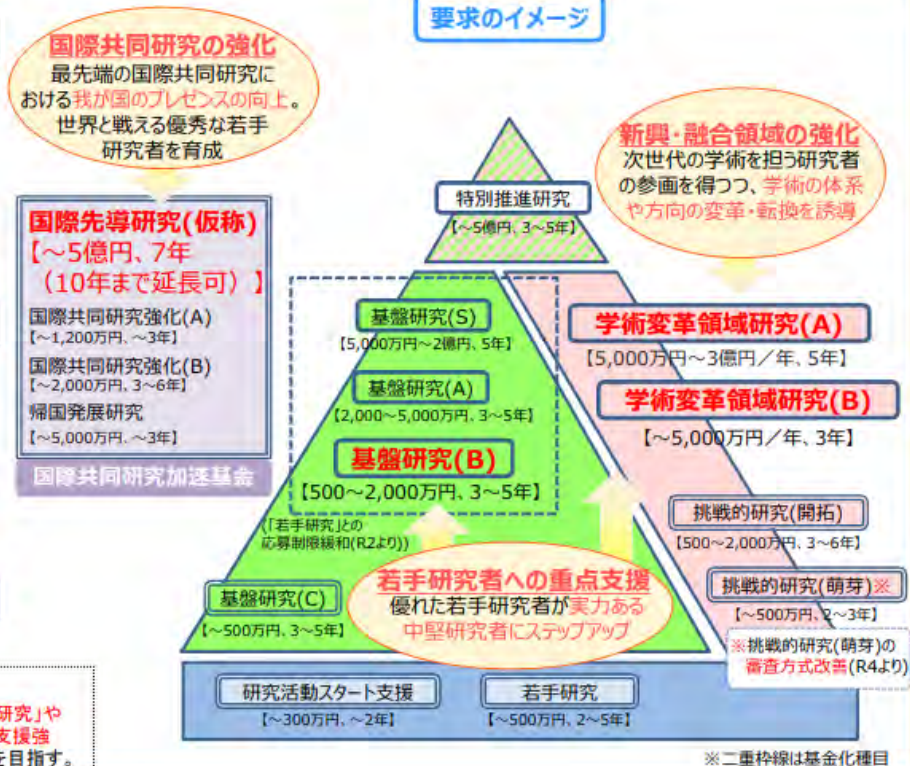 要求のイメージ
国際共同研究の強化
最先端の国際共同研究に
おける我が国のプレゼンスの向上。
世界と戦える優秀な若手
研究者を育成
新興・融合領域の強化
次世代の学術を担う研究者
の参画を得つつ、学術の体系
や方向の変革・転換を誘導
特別推進研究
【~5億円、3~5年】
国際先導研究(仮称)
【~5億円、7年
(10年まで延長可)】
国際共同研究強化(A)
【~1,200万円、~3年】
国際共同研究強化(B)
【~2,000万円、3~6年】
帰国発展研究
【~5,000万円、~3年】
国際共同研究加速基金
基盤研究(S)
【5,000万円~2億円、5年】
基盤研究(A)
【2,000~5,000万円、3~5年】
基盤研究(B)
【500~2,000万円、3~5年】
(「若手研究」との
応募制限緩和(R2より))
学術変革領域研究(A)
【5,000万円~3億円/年、5年】
学術変革領域研究(B)
【~5,000万円/年、3年】
挑戦的研究(開拓)
【500~2,000万円、3~6年】
挑戦的研究(萌芽)※
【~500万円、2~3年】
※挑戦的研究(萌芽)の
審査方式改善(R4より)
若手研究者への重点支援
優れた若手研究者が実力ある
中堅研究者にステップアップ
基盤研究(C)
【~500万円、3~5年】
研究活動スタート支援
【~300万円、~2年】
若手研究
【~500万円、2~5年】
研究」や
支援強
を目指す。
※二重枠線は基金化種目